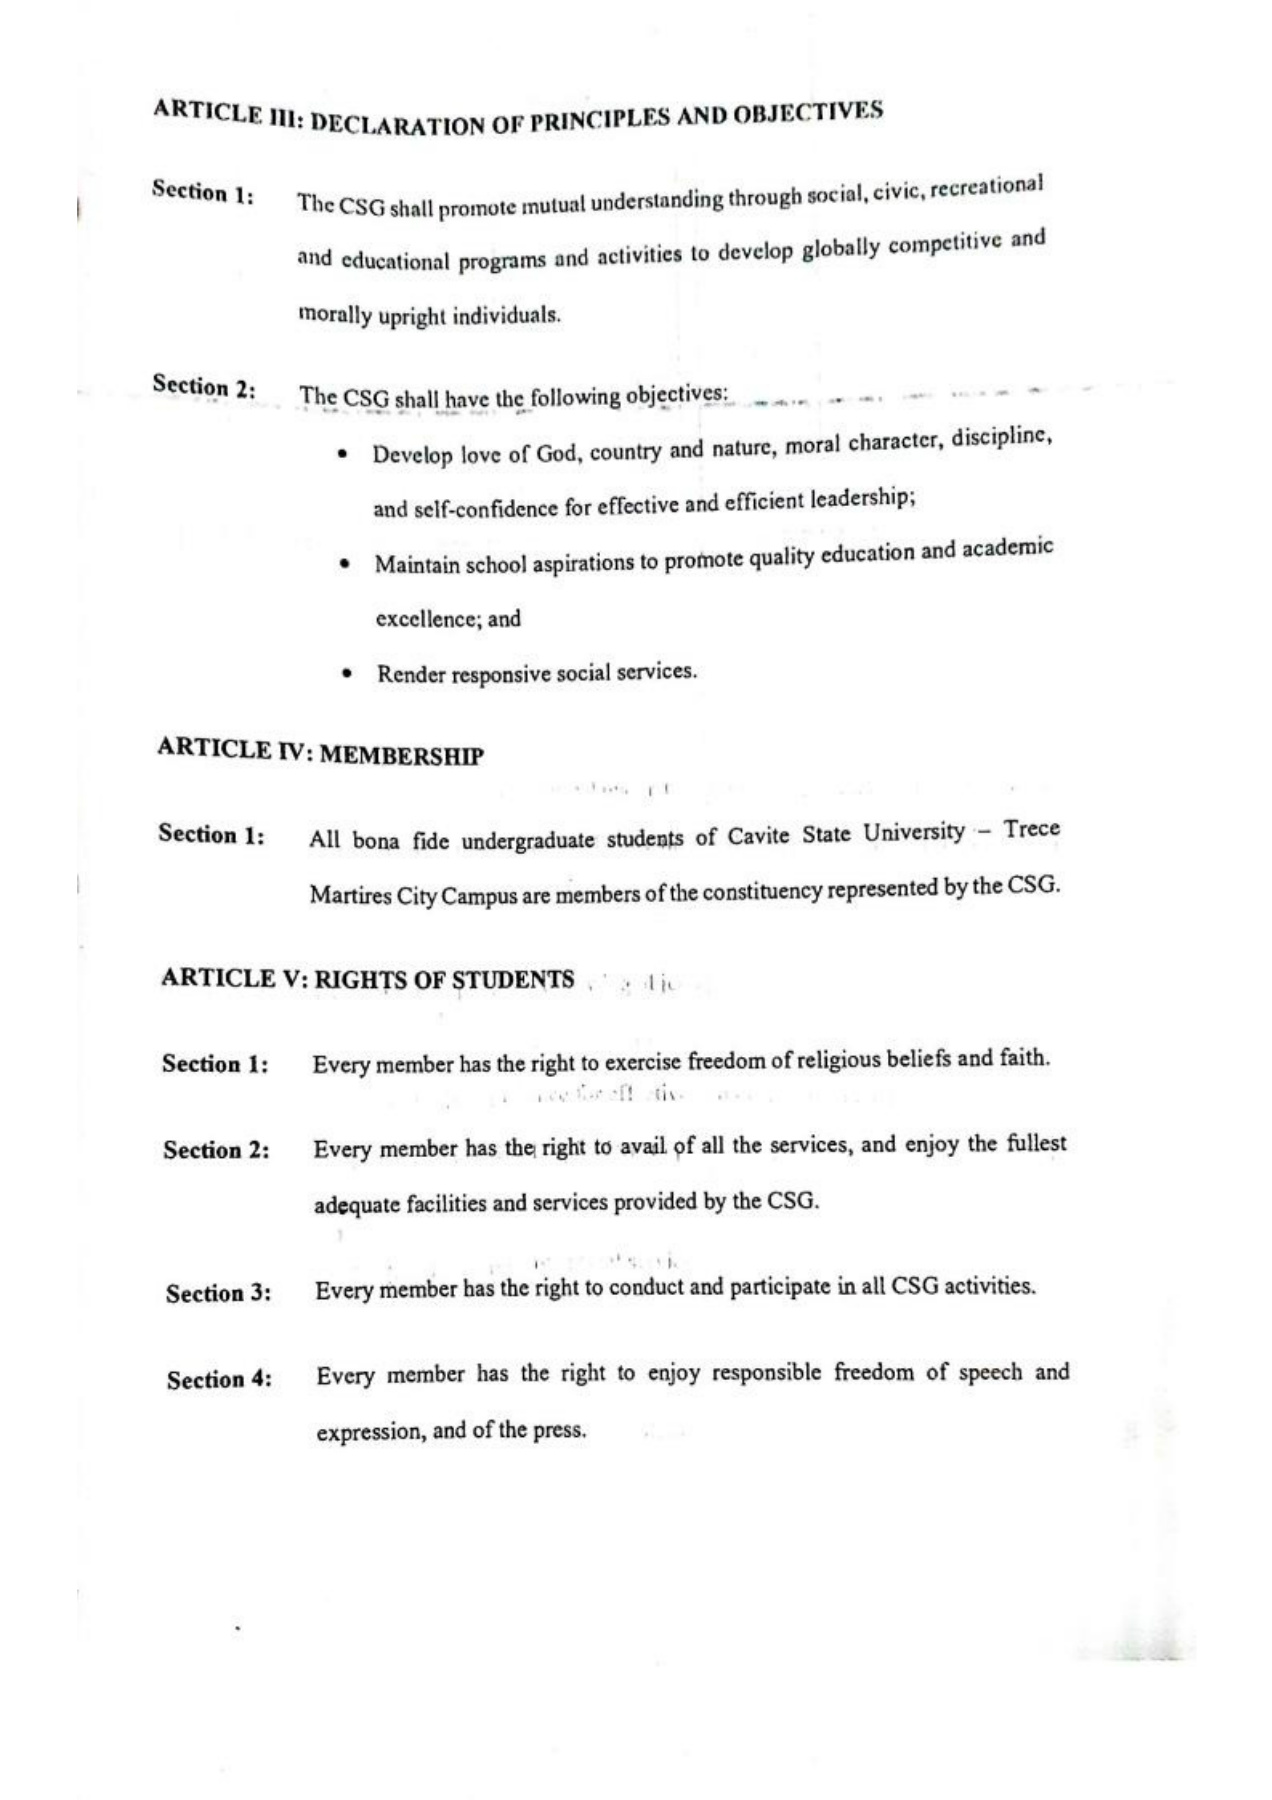 ARTICLE III: DECLARATION OF PRINCIPLES AND OBJECTIVES
Section 1: The CSG shall promote mutual understanding through social, civic, recreational
and educational programs and activities to develop globally competitive and
morally upright individuals.
Section 2: The CSG shall have the following objectives:
• Develop love of God, country and nature, moral character, discipline,
and self-confidence for effective and efficient leadership;
• Maintain school aspirations to promote quality education and academic
excellence; and
• Render responsive social services.
ARTICLE IV: MEMBERSHIP
Section 1: All bona fide undergraduate students of Cavite State University – Trece
Martires City Campus are members of the constituency represented by the CSG.
ARTICLE V: RIGHTS OF STUDENTS
Section 1: Every member has the right to exercise freedom of religious beliefs and faith.
Section 2: Every member has the right to avail of all the services, and enjoy the fullest
adequate facilities and services provided by the CSG.
Section 3: Every member has the right to conduct and participate in all CSG activities.
Section 4: Every member has the right to enjoy responsible freedom of speech and
expression, and of the press.